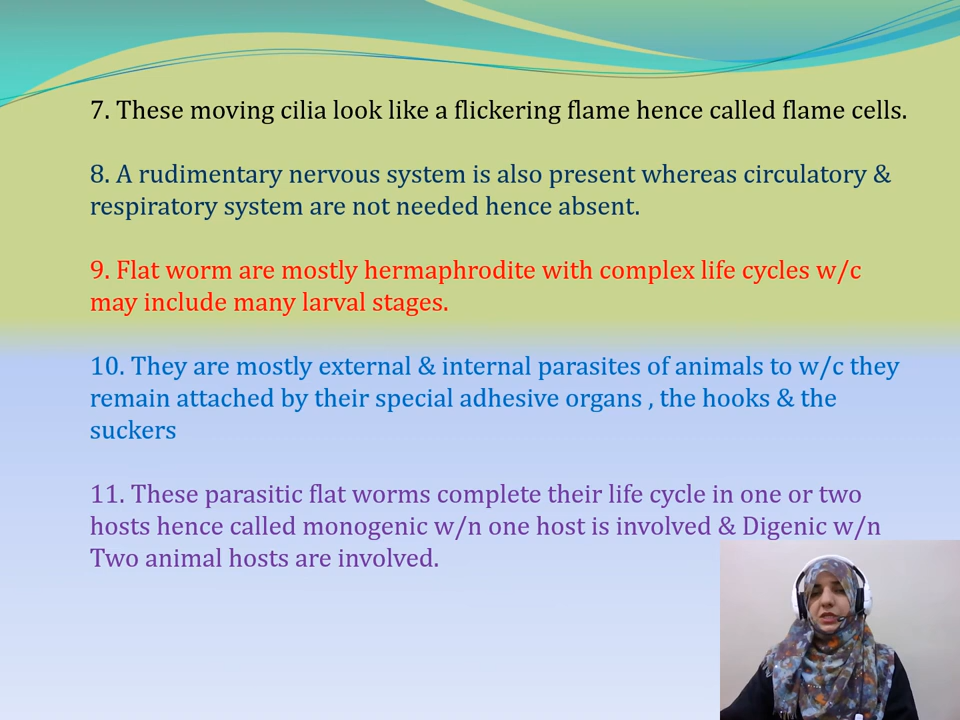 7. These moving cilia look like a flickering flame hence called flame cells.
8. A rudimentary nervous system is also present whereas circulatory &
respiratory system are not needed hence absent.
9. Flat worm are mostly hermaphrodite with complex life cycles w/c
may include many larval stages.
10. They are mostly external & internal parasites of animals to w/c they
remain attached by their special adhesive organs , the hooks & the
suckers
11. These parasitic flat worms complete their life cycle in one or two
hosts hence called monogenic w/n one host is involved & Digenic w/n
Two animal hosts are involved.